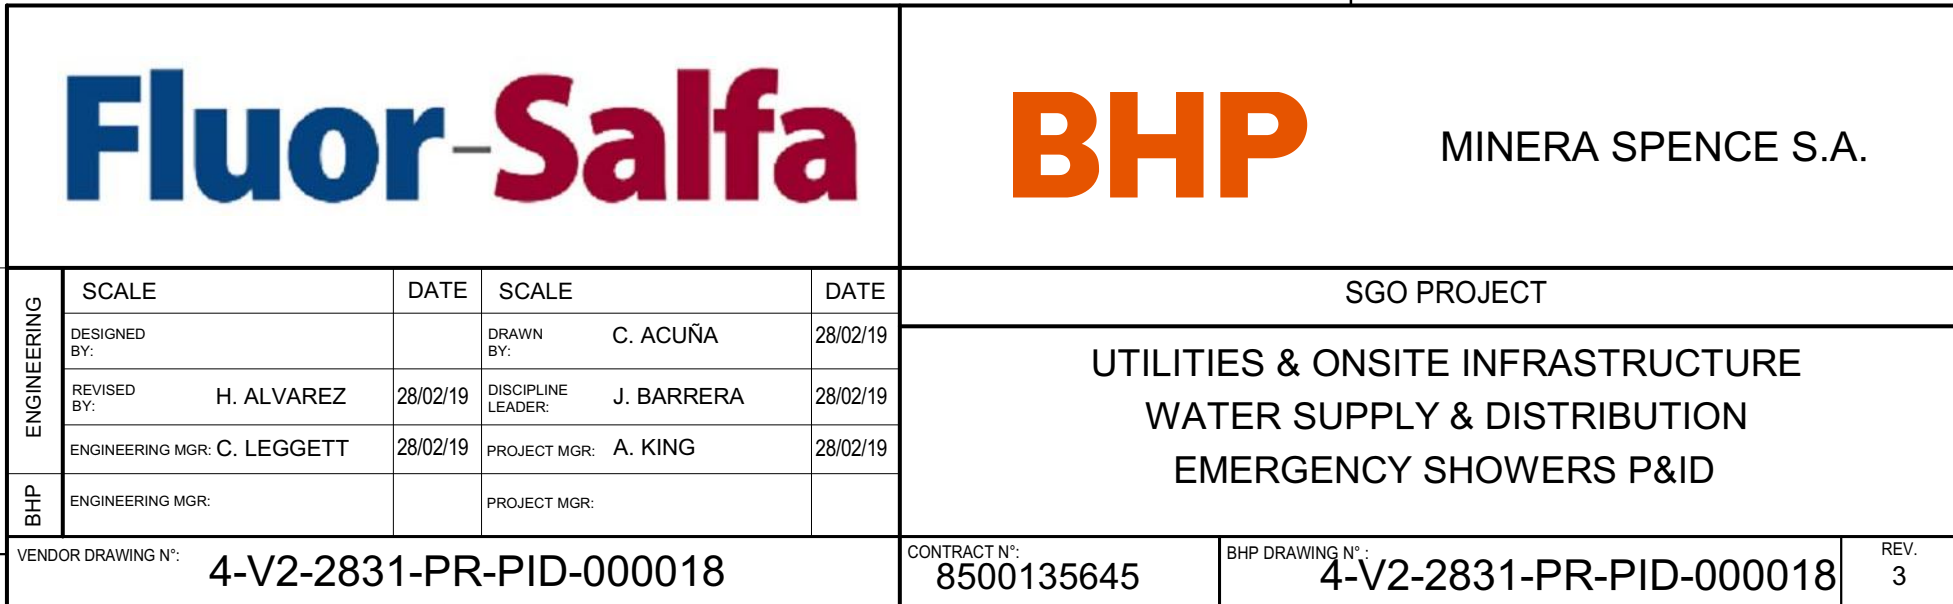 Fluor-Salfa
BHP
MINERA SPENCE S.A.
ENGINEERING
SCALE DATE SCALE DATE
DESIGNED BY: DRAWN BY: C. ACUÑA 28/02/19
REVISED BY: H. ALVAREZ 28/02/19 DISCIPLINE LEADER: J. BARRERA 28/02/19
ENGINEERING MGR: C. LEGGETT 28/02/19 PROJECT MGR: A. KING 28/02/19
BHP
ENGINEERING MGR: PROJECT MGR:
SGO PROJECT
UTILITIES & ONSITE INFRASTRUCTURE
WATER SUPPLY & DISTRIBUTION
EMERGENCY SHOWERS P&ID
VENDOR DRAWING N°: 4-V2-2831-PR-PID-000018
CONTRACT N°:
8500135645
BHP DRAWING N°.:
4-V2-2831-PR-PID-000018
REV.
3